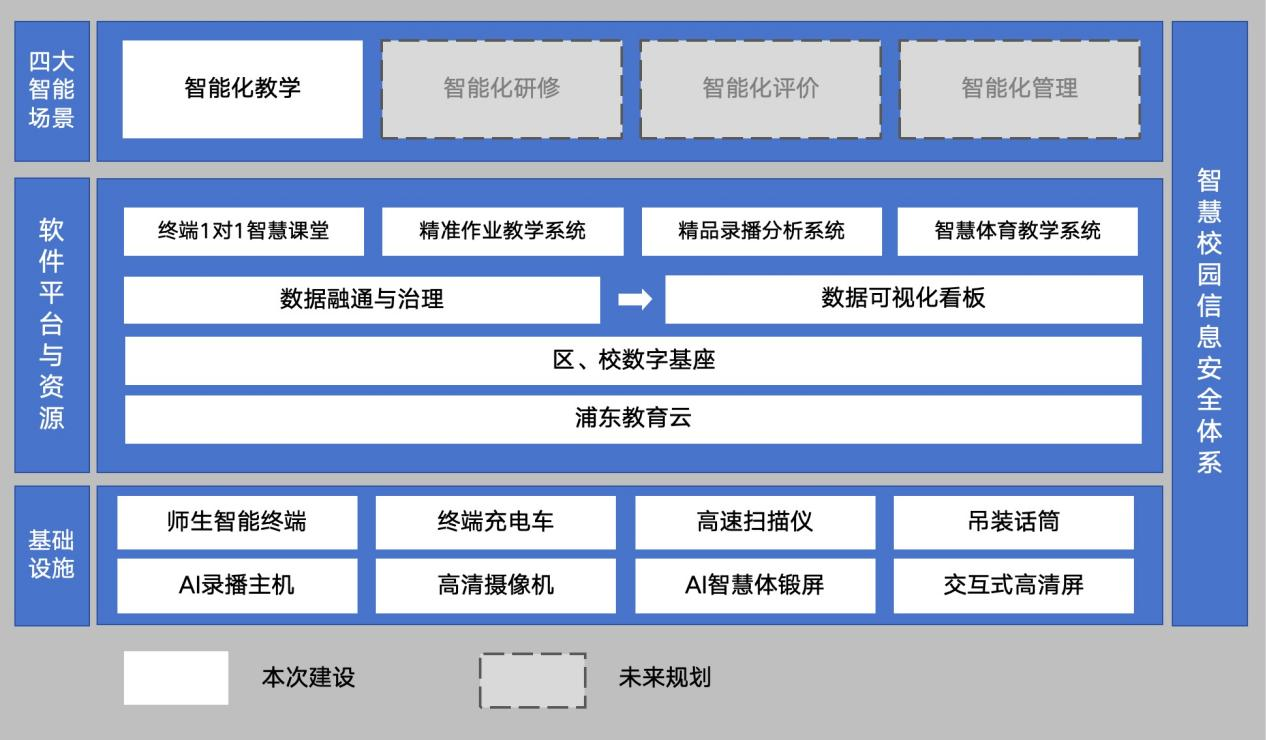 四大
智能
场景
智能化教学
智能化研修
智能化评价
智能化管理
软
件
平
台
与
资
源
终端1对1智慧课堂
精准作业教学系统
精品录播分析系统
智慧体育教学系统
数据融通与治理
数据可视化看板
区、校数字基座
浦东教育云
基础
设施
师生智能终端
终端充电车
高速扫描仪
吊装话筒
AI录播主机
高清摄像机
AI智慧体锻屏
交互式高清屏
智
慧
校
园
信
息
安
全
体
系
本次建设
未来规划